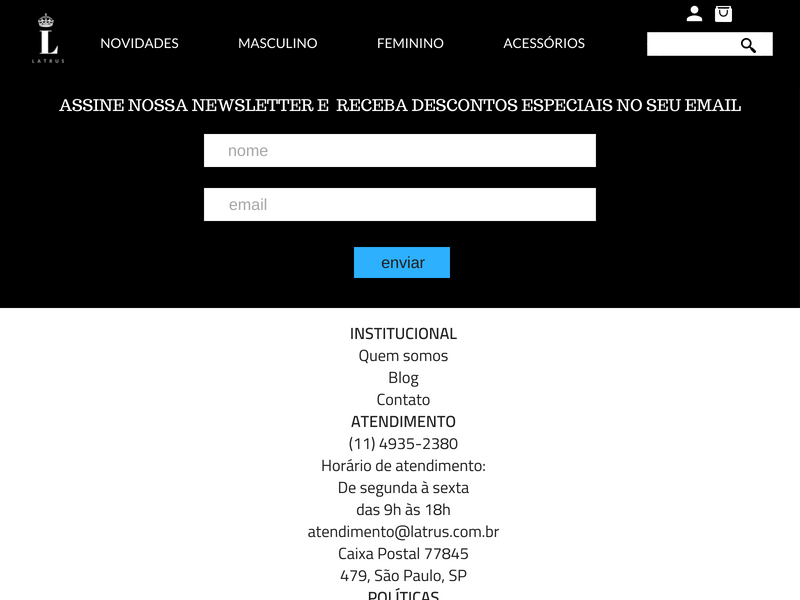 L
LATRUS
NOVIDADES
MASCULINO
FEMININO
ACESSÓRIOS
ASSINE NOSSA NEWSLETTER E RECEBA DESCONTOS ESPECIAIS NO SEU EMAIL
nome
email
enviar
INSTITUCIONAL
Quem somos
Blog
Contato
ATENDIMENTO
(11) 4935-2380
Horário de atendimento:
De segunda à sexta
das 9h às 18h
atendimento@latrus.com.br
Caixa Postal 77845
479, São Paulo, SP
POLÍTICAS